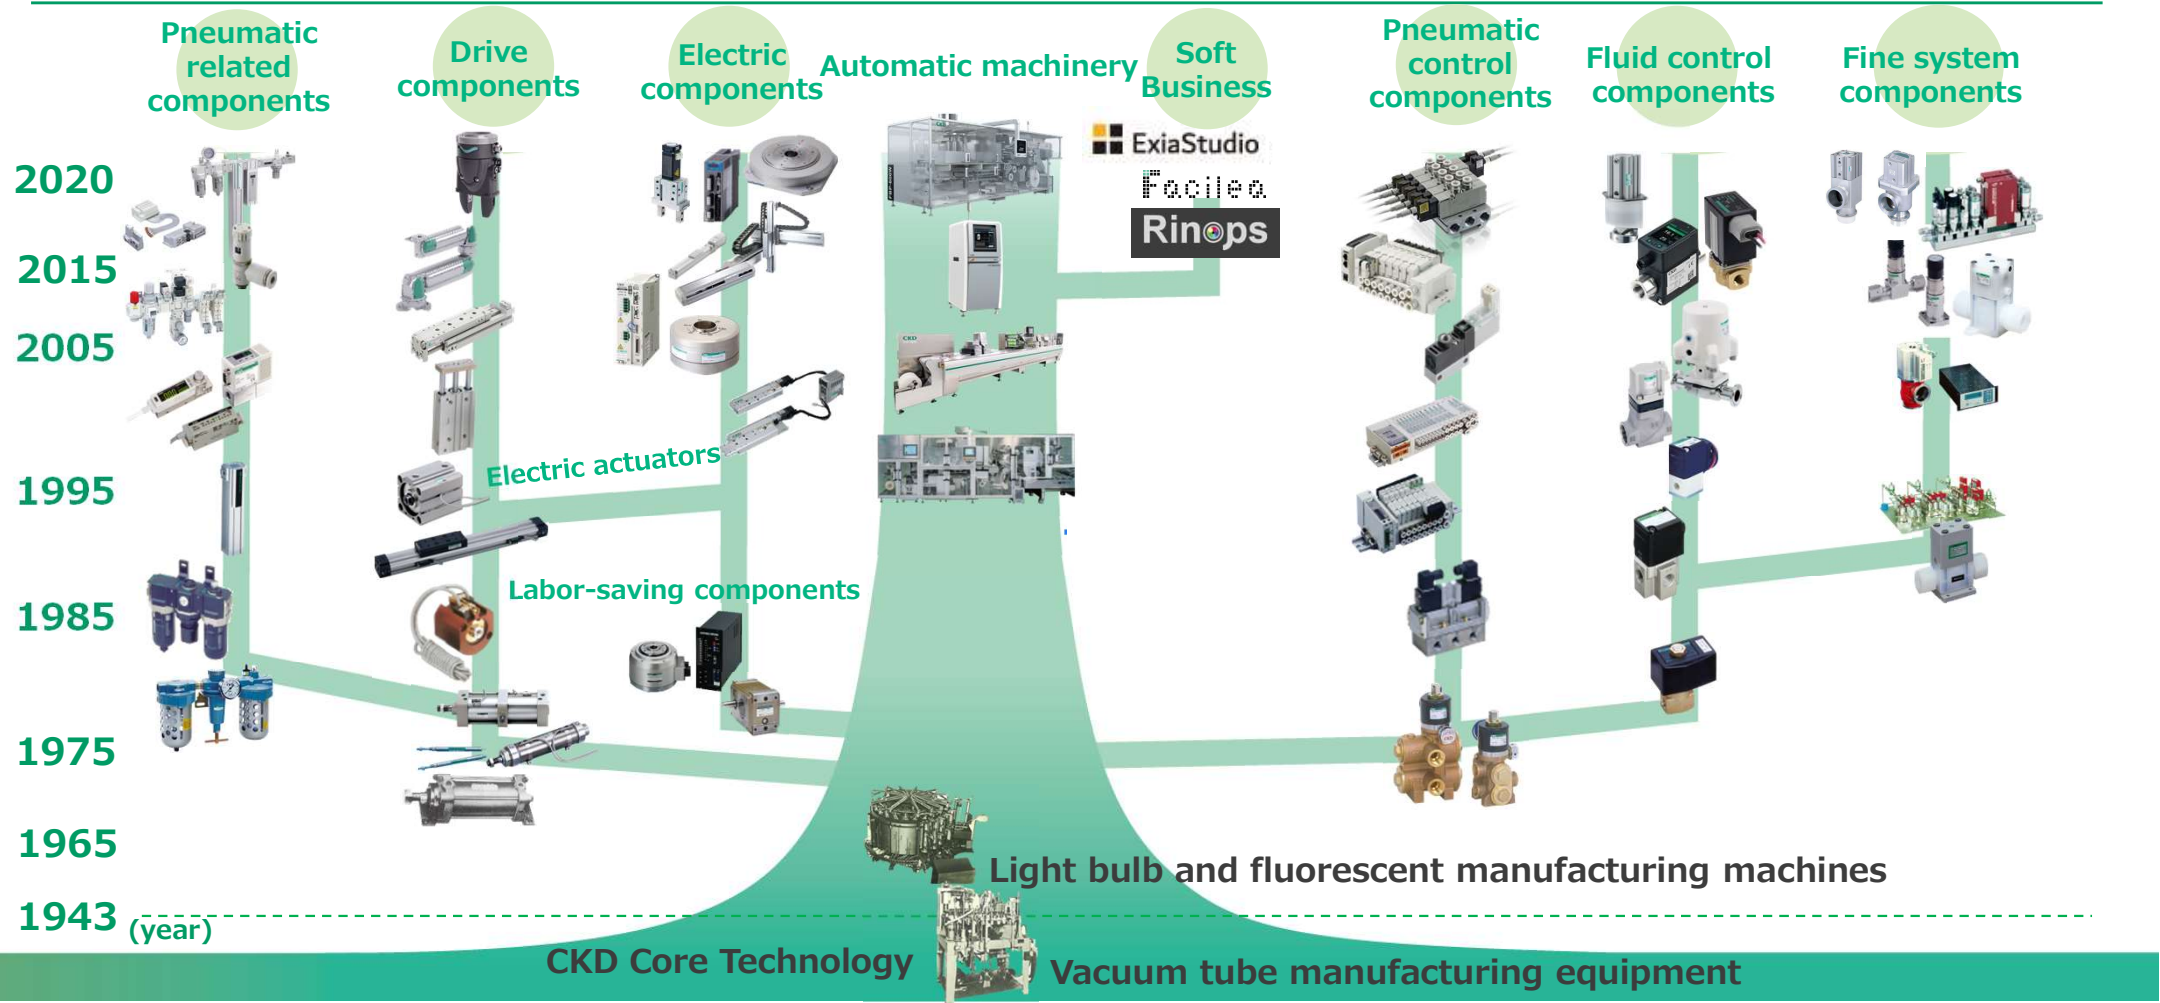 Pneumatic
related
components
Drive
components
Electric
components
Automatic machinery
Soft
Business
Pneumatic
control
components
Fluid control
components
Fine system
components
ExiaStudio
Facilea
Rinops
2020
2015
2005
CKD
Electric actuators
1995
Labor-saving components
1985
1975
1965
Light bulb and fluorescent manufacturing machines
1943 (year)
CKD Core Technology
Vacuum tube manufacturing equipment